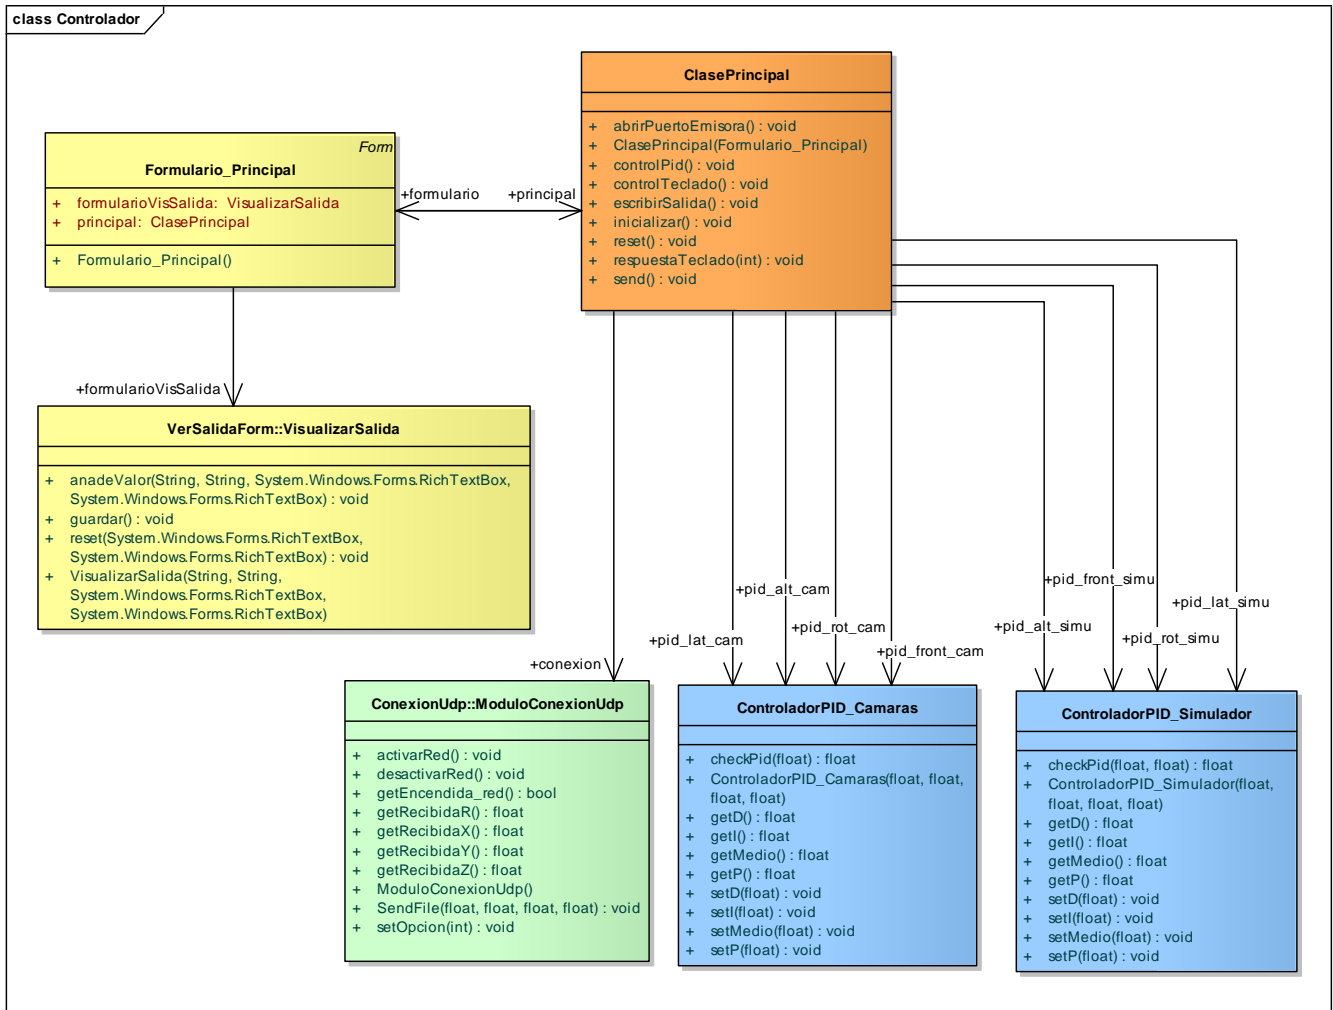 class Controlador
ClasePrincipal
+ abrirPuertoEmisora() : void
+ ClasePrincipal(Formulario_Principal)
+ controlPid() : void
+ controlTeclado() : void
+ escribirSalida() : void
+ inicializar() : void
+ reset() : void
+ respuestaTeclado(int) : void
+ send() : void
Form
Formulario_Principal
+ formularioVisSalida: VisualizarSalida
+ principal: ClasePrincipal
+ Formulario_Principal()
+formulario
+principal
+formularioVisSalida
VerSalidaForm::VisualizarSalida
+ anadeValor(String, String, System.Windows.Forms.RichTextBox,
System.Windows.Forms.RichTextBox) : void
+ guardar() : void
+ reset(System.Windows.Forms.RichTextBox,
System.Windows.Forms.RichTextBox) : void
+ VisualizarSalida(String, String,
System.Windows.Forms.RichTextBox,
System.Windows.Forms.RichTextBox)
+conexion
+pid_lat_cam
+pid_alt_cam
+pid_rot_cam
+pid_front_cam
+pid_alt_simu
+pid_front_simu
+pid_rot_simu
+pid_lat_simu
ConexionUdp::ModuloConexionUdp
+ activarRed() : void
+ desactivarRed() : void
+ getEncendida_red() : bool
+ getRecibidaR() : float
+ getRecibidaX() : float
+ getRecibidaY() : float
+ getRecibidaZ() : float
+ ModuloConexionUdp()
+ SendFile(float, float, float, float) : void
+ setOpcion(int) : void
ControladorPID_Camaras
+ checkPid(float) : float
+ ControladorPID_Camaras(float, float,
float, float)
+ getD() : float
+ getI() : float
+ getMedio() : float
+ getP() : float
+ setD(float) : void
+ setI(float) : void
+ setMedio(float) : void
+ setP(float) : void
ControladorPID_Simulador
+ checkPid(float, float) : float
+ ControladorPID_Simulador(float,
float, float, float)
+ getD() : float
+ getI() : float
+ getMedio() : float
+ getP() : float
+ setD(float) : void
+ setI(float) : void
+ setMedio(float) : void
+ setP(float) : void